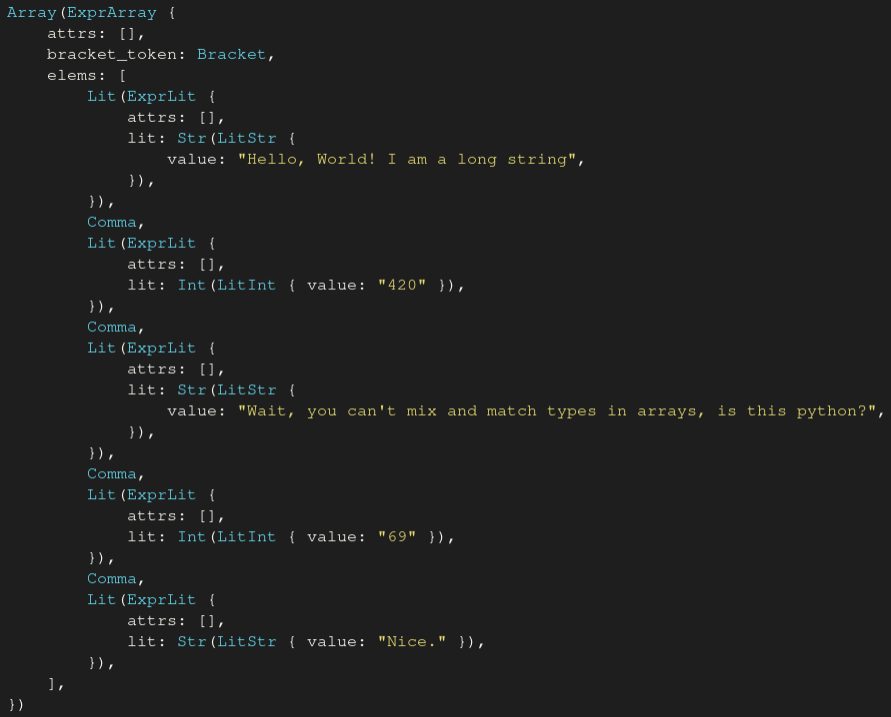 Array(ExprArray {
    attrs: [],
    bracket_token: Bracket,
    elems: [
        Lit(ExprLit {
            attrs: [],
            lit: Str(LitStr {
                value: "Hello, World! I am a long string",
            }),
        }),
        Comma,
        Lit(ExprLit {
            attrs: [],
            lit: Int(LitInt { value: "420" }),
        }),
        Comma,
        Lit(ExprLit {
            attrs: [],
            lit: Str(LitStr {
                value: "Wait, you can't mix and match types in arrays, is this python?",
            }),
        }),
        Comma,
        Lit(ExprLit {
            attrs: [],
            lit: Int(LitInt { value: "69" }),
        }),
        Comma,
        Lit(ExprLit {
            attrs: [],
            lit: Str(LitStr { value: "Nice." }),
        }),
    ],
})